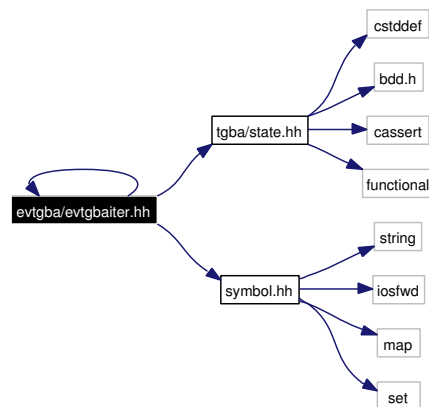 cstddef
bdd.h
tgba/state.hh
cassert
functional
evtgba/evtgbaiter.hh
string
symbol.hh
iosfwd
map
set